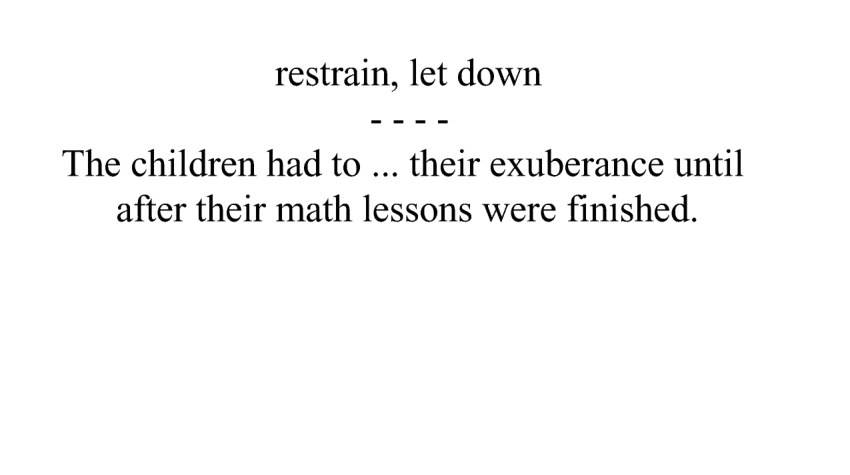 restrain, let down
- - - -
The children had to ... their exuberance until
after their math lessons were finished.